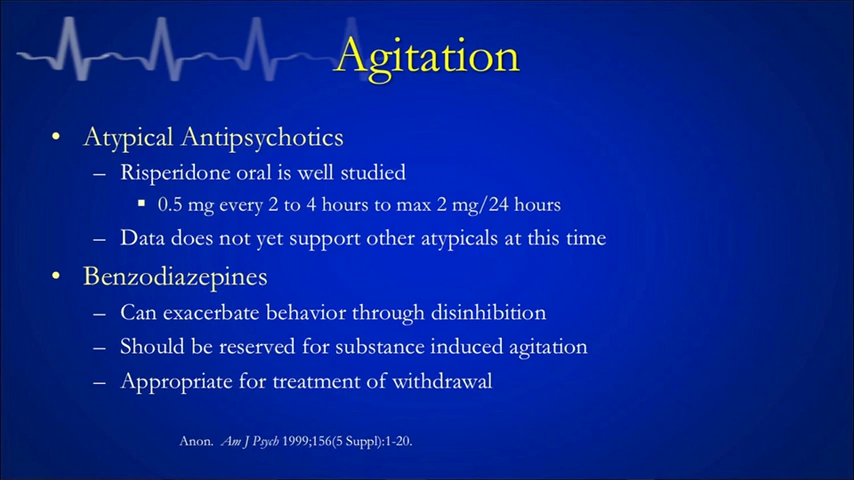 Agitation
• Atypical Antipsychotics
– Risperidone oral is well studied
▪ 0.5 mg every 2 to 4 hours to max 2 mg/24 hours
– Data does not yet support other atypicals at this time
• Benzodiazepines
– Can exacerbate behavior through disinhibition
– Should be reserved for substance induced agitation
– Appropriate for treatment of withdrawal
Anon. Am J Psych 1999;156(5 Suppl):1-20.